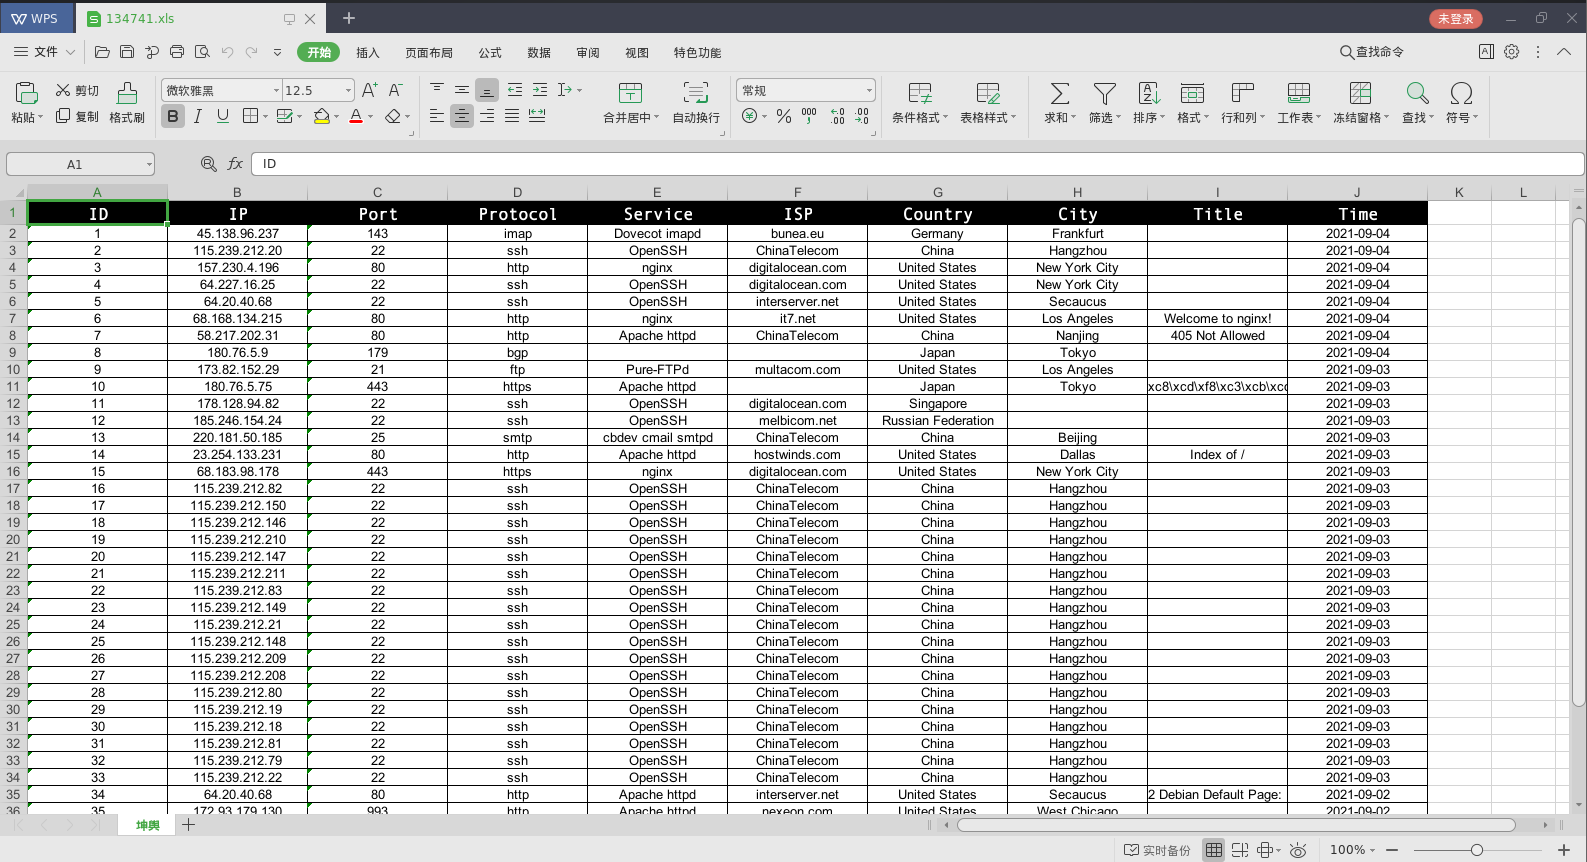 WPS 134741.xls 未登录
文件 开始 插入 页面布局 公式 数据 审阅 视图 特色功能 查找命令
粘贴 剪切 复制 格式刷 微软雅黑 12.5 合并居中 自动换行 常规 条件格式 表格样式 求和 筛选 排序 格式 行和列 工作表 冻结窗格 查找 符号
A1 fx ID
A B C D E F G H I J K L
1 ID IP Port Protocol Service ISP Country City Title Time
2 1 45.138.96.237 143 imap Dovecot imapd bunea.eu Germany Frankfurt 2021-09-04
3 2 115.239.212.20 22 ssh OpenSSH ChinaTelecom China Hangzhou 2021-09-04
4 3 157.230.4.196 80 http nginx digitalocean.com United States New York City 2021-09-04
5 4 64.227.16.25 22 ssh OpenSSH digitalocean.com United States New York City 2021-09-04
6 5 64.20.40.68 22 ssh OpenSSH interserver.net United States Secaucus 2021-09-04
7 6 68.168.134.215 80 http nginx it7.net United States Los Angeles Welcome to nginx! 2021-09-04
8 7 58.217.202.31 80 http Apache httpd ChinaTelecom China Nanjing 405 Not Allowed 2021-09-04
9 8 180.76.5.9 179 bgp Japan Tokyo 2021-09-04
10 9 173.82.152.29 21 ftp Pure-FTPd multacom.com United States Los Angeles 2021-09-03
11 10 180.76.5.75 443 https Apache httpd Japan Tokyo xc8\xcd\xf8\xc3\xcb\xcc 2021-09-03
12 11 178.128.94.82 22 ssh OpenSSH digitalocean.com Singapore 2021-09-03
13 12 185.246.154.24 22 ssh OpenSSH melbicom.net Russian Federation 2021-09-03
14 13 220.181.50.185 25 smtp cbdev cmail smtpd ChinaTelecom China Beijing 2021-09-03
15 14 23.254.133.231 80 http Apache httpd hostwinds.com United States Dallas Index of / 2021-09-03
16 15 68.183.98.178 443 https nginx digitalocean.com United States New York City 2021-09-03
17 16 115.239.212.82 22 ssh OpenSSH ChinaTelecom China Hangzhou 2021-09-03
18 17 115.239.212.150 22 ssh OpenSSH ChinaTelecom China Hangzhou 2021-09-03
19 18 115.239.212.146 22 ssh OpenSSH ChinaTelecom China Hangzhou 2021-09-03
20 19 115.239.212.210 22 ssh OpenSSH ChinaTelecom China Hangzhou 2021-09-03
21 20 115.239.212.147 22 ssh OpenSSH ChinaTelecom China Hangzhou 2021-09-03
22 21 115.239.212.211 22 ssh OpenSSH ChinaTelecom China Hangzhou 2021-09-03
23 22 115.239.212.83 22 ssh OpenSSH ChinaTelecom China Hangzhou 2021-09-03
24 23 115.239.212.149 22 ssh OpenSSH ChinaTelecom China Hangzhou 2021-09-03
25 24 115.239.212.21 22 ssh OpenSSH ChinaTelecom China Hangzhou 2021-09-03
26 25 115.239.212.148 22 ssh OpenSSH ChinaTelecom China Hangzhou 2021-09-03
27 26 115.239.212.209 22 ssh OpenSSH ChinaTelecom China Hangzhou 2021-09-03
28 27 115.239.212.208 22 ssh OpenSSH ChinaTelecom China Hangzhou 2021-09-03
29 28 115.239.212.80 22 ssh OpenSSH ChinaTelecom China Hangzhou 2021-09-03
30 29 115.239.212.19 22 ssh OpenSSH ChinaTelecom China Hangzhou 2021-09-03
31 30 115.239.212.18 22 ssh OpenSSH ChinaTelecom China Hangzhou 2021-09-03
32 31 115.239.212.81 22 ssh OpenSSH ChinaTelecom China Hangzhou 2021-09-03
33 32 115.239.212.79 22 ssh OpenSSH ChinaTelecom China Hangzhou 2021-09-03
34 33 115.239.212.22 22 ssh OpenSSH ChinaTelecom China Hangzhou 2021-09-03
35 34 64.20.40.68 80 http Apache httpd interserver.net United States Secaucus 2 Debian Default Page: 2021-09-02
36 35 172.93.179.130 993 http Apache httpd nexeon.com United States West Chicago 2021-09-02
坤舆
实时备份 100%